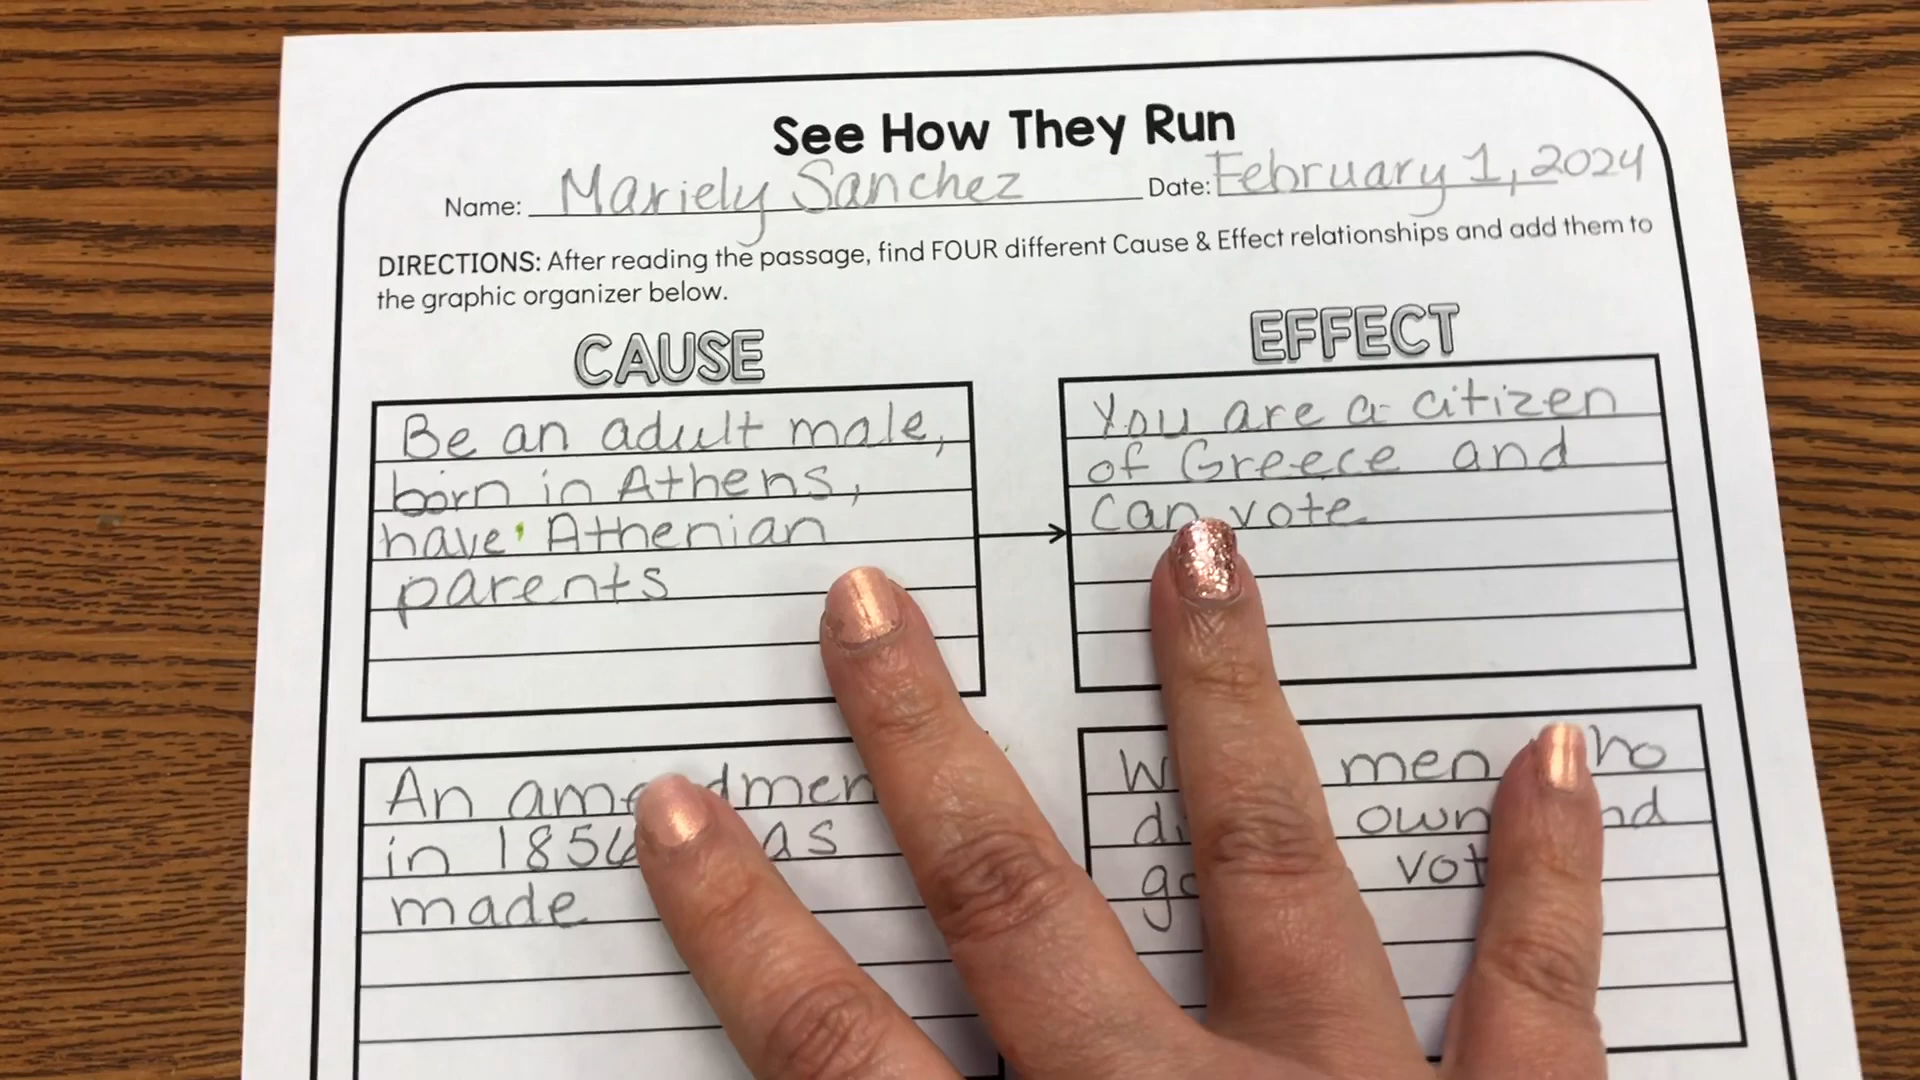 See How They Run
Name: Mariely Sanchez Date: February 1, 2024
DIRECTIONS: After reading the passage, find FOUR different Cause & Effect relationships and add them to
the graphic organizer below.
CAUSE
Be an adult male,
born in Athens,
have Athenian
parents
EFFECT
You are a citizen
of Greece and
can vote
An
in 1856
made
men
own